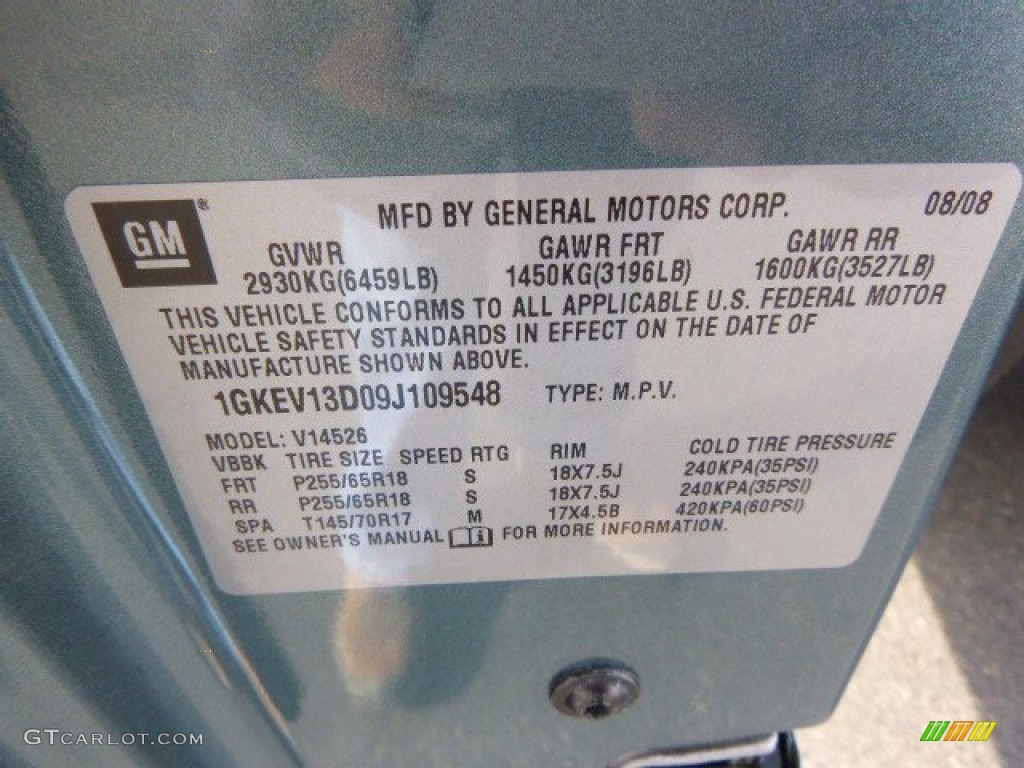 GM® MFD BY GENERAL MOTORS CORP. 08/08
GVWR GAWR FRT GAWR RR
2930KG(6459LB) 1450KG(3196LB) 1600KG(3527LB)
THIS VEHICLE CONFORMS TO ALL APPLICABLE U.S. FEDERAL MOTOR
VEHICLE SAFETY STANDARDS IN EFFECT ON THE DATE OF
MANUFACTURE SHOWN ABOVE.
1GKEV13D09J109548 TYPE: M.P.V.
MODEL: V14526
VBBK TIRE SIZE SPEED RTG RIM COLD TIRE PRESSURE
FRT P255/65R18 S 18X7.5J 240KPA(35PSI)
RR P255/65R18 S 18X7.5J 240KPA(35PSI)
SPA T145/70R17 M 17X4.5B 420KPA(60PSI)
SEE OWNER'S MANUAL i FOR MORE INFORMATION.
GTCARLOT.COM